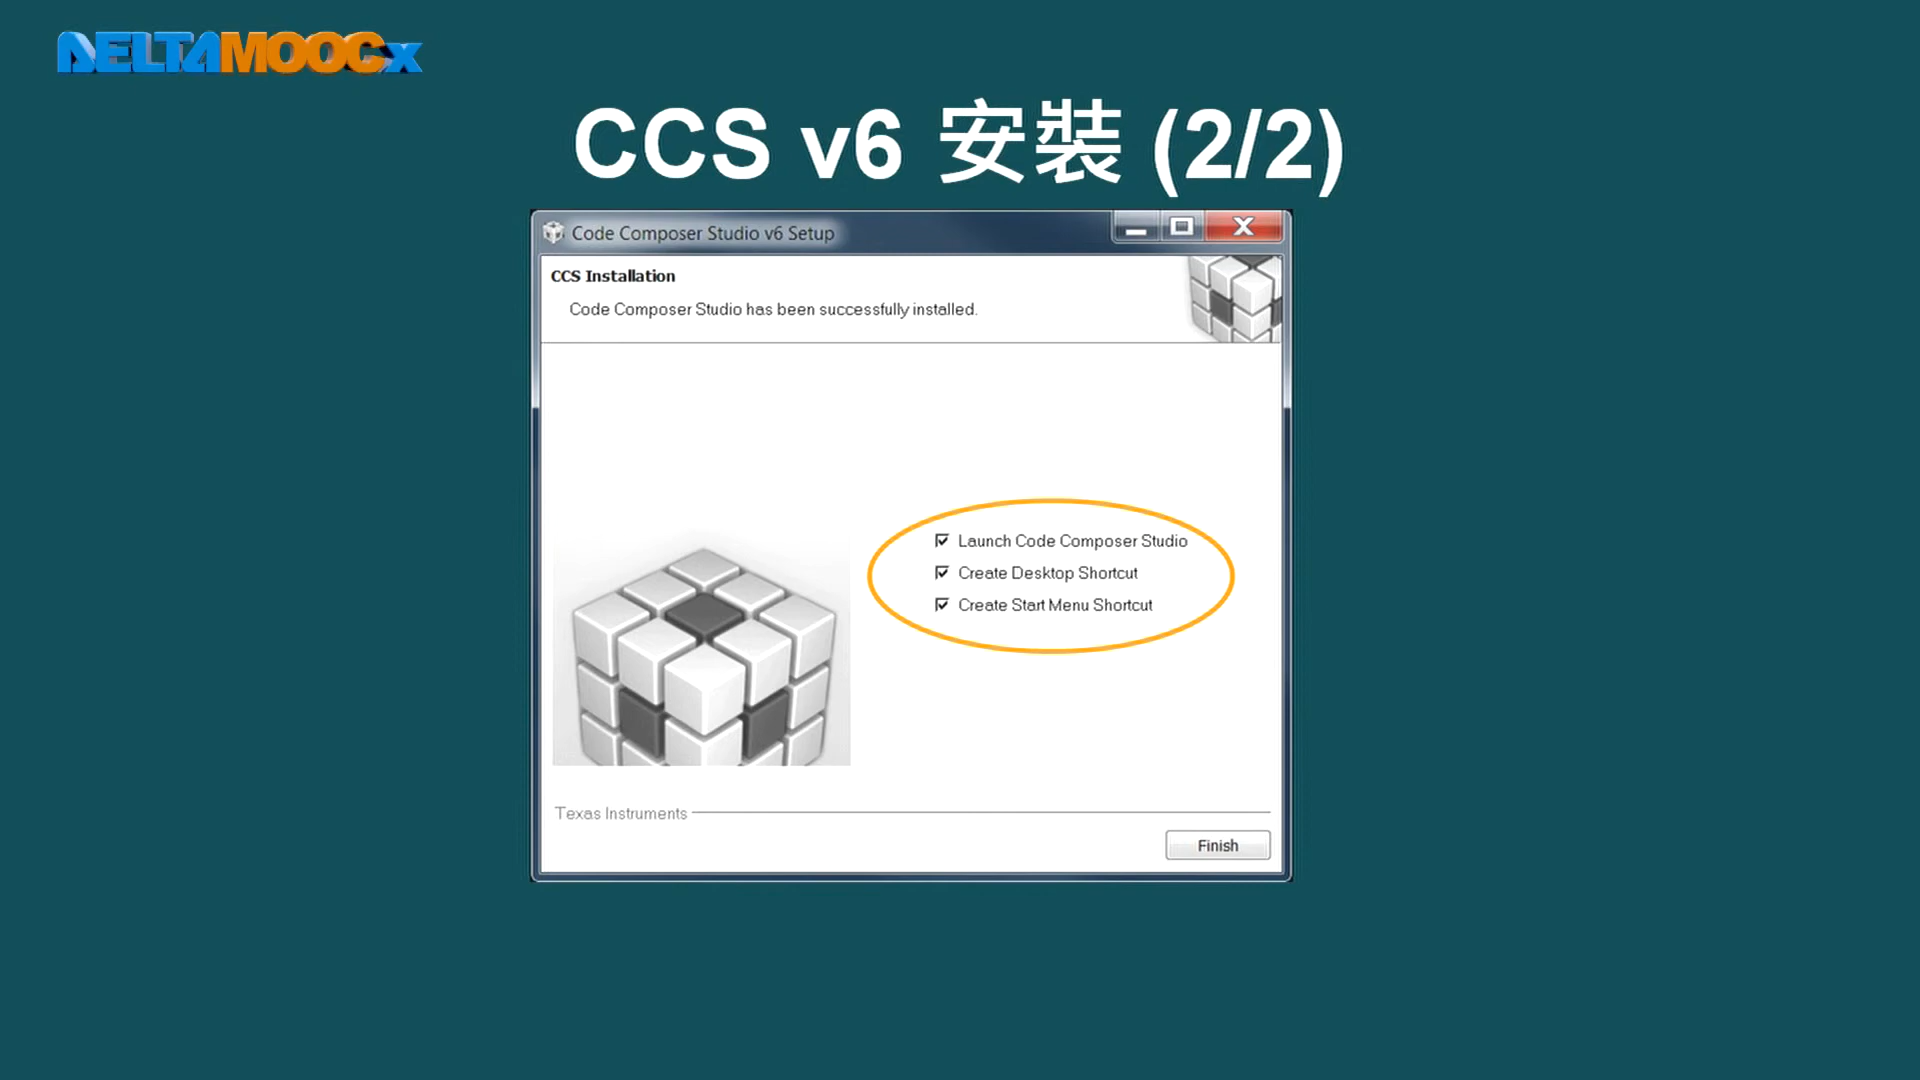 DELTAMOOCx
CCS v6 安裝 (2/2)
Code Composer Studio v6 Setup
CCS Installation
Code Composer Studio has been successfully installed.
Launch Code Composer Studio
Create Desktop Shortcut
Create Start Menu Shortcut
Texas Instruments
Finish